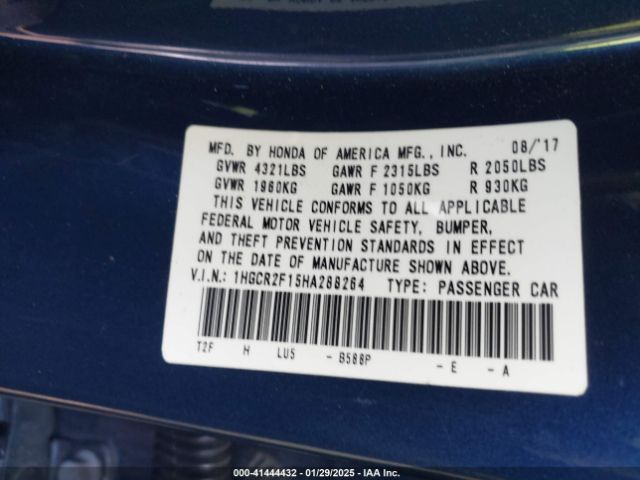 MFD. BY HONDA OF AMERICA MFG., INC. 08/'17
GVWR 4321LBS GAWR F 2315LBS R 2050LBS
GVWR 1960KG GAWR F 1050KG R 930KG
THIS VEHICLE CONFORMS TO ALL APPLICABLE
FEDERAL MOTOR VEHICLE SAFETY, BUMPER,
AND THEFT PREVENTION STANDARDS IN EFFECT
ON THE DATE OF MANUFACTURE SHOWN ABOVE.
V.I.N.: 1HGCR2F15HA288264 TYPE: PASSENGER CAR
T2F H LU5 - B588P - E - A
000-41444432 - 01/29/2025 - IAA Inc.